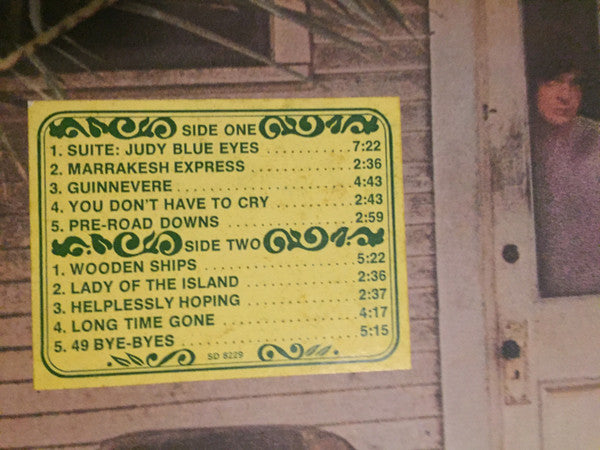 SIDE ONE
1. SUITE: JUDY BLUE EYES ............7:22
2. MARRAKESH EXPRESS ...............2:36
3. GUINNEVERE.........................4:43
4. YOU DON'T HAVE TO CRY ...........2:43
5. PRE-ROAD DOWNS ..................2:59
SIDE TWO
1. WOODEN SHIPS .....................5:22
2. LADY OF THE ISLAND ...............2:36
3. HELPLESSLY HOPING ...............2:37
4. LONG TIME GONE ..................4:17
5. 49 BYE-BYES ........................5:15
SD 8229